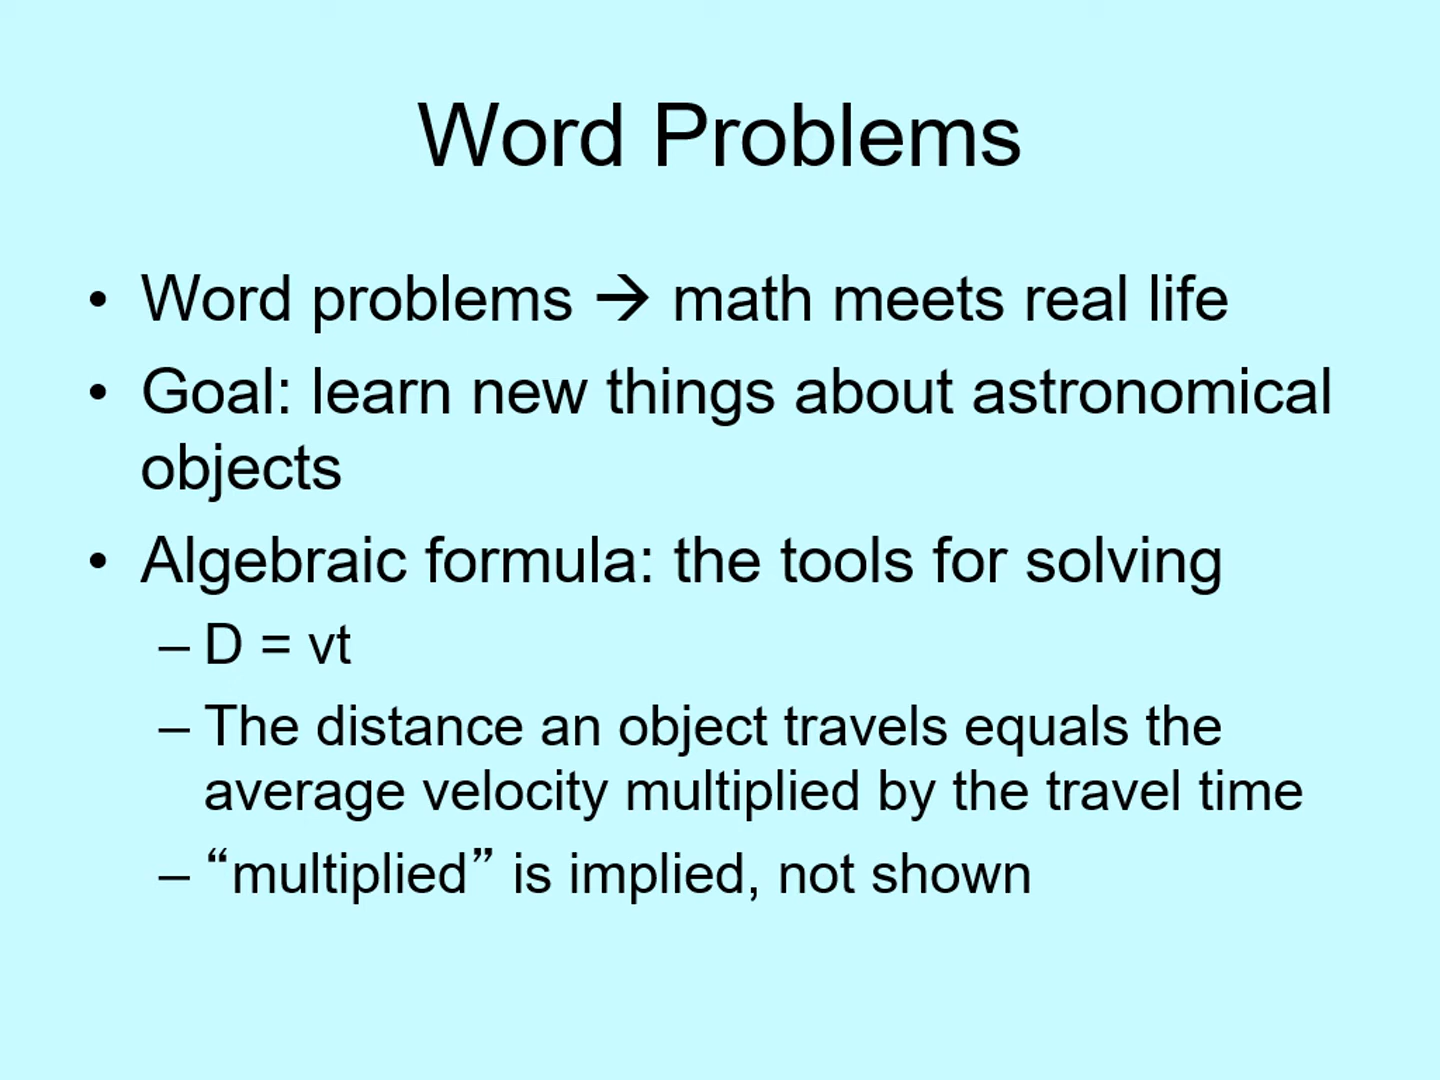 Word Problems
• Word problems → math meets real life
• Goal: learn new things about astronomical
objects
• Algebraic formula: the tools for solving
– D = vt
– The distance an object travels equals the
average velocity multiplied by the travel time
– “multiplied” is implied, not shown